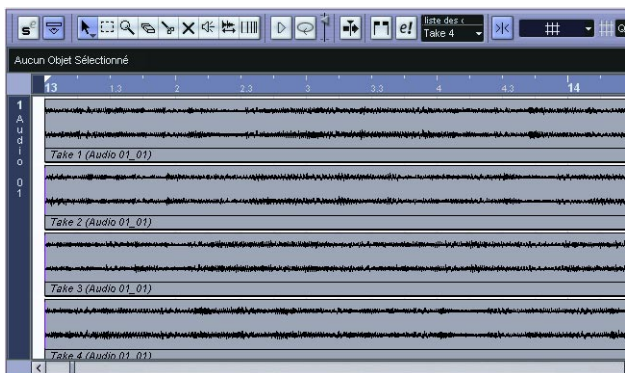 liste des c
e! Take 4 Q
Aucun Objet Sélectionné
13 1.3 2 2.3 3 3.3 4 4.3 14
1
Audio 01
Take 1 (Audio 01_01)
Take 2 (Audio 01_01)
Take 3 (Audio 01_01)
Take 4 (Audio 01_01)